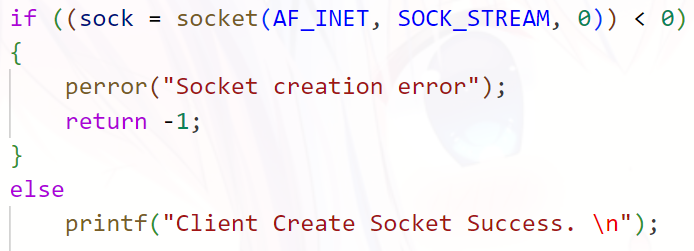 if ((sock = socket(AF_INET, SOCK_STREAM, 0)) < 0)
{
    perror("Socket creation error");
    return -1;
}
else
    printf("Client Create Socket Success. \n");